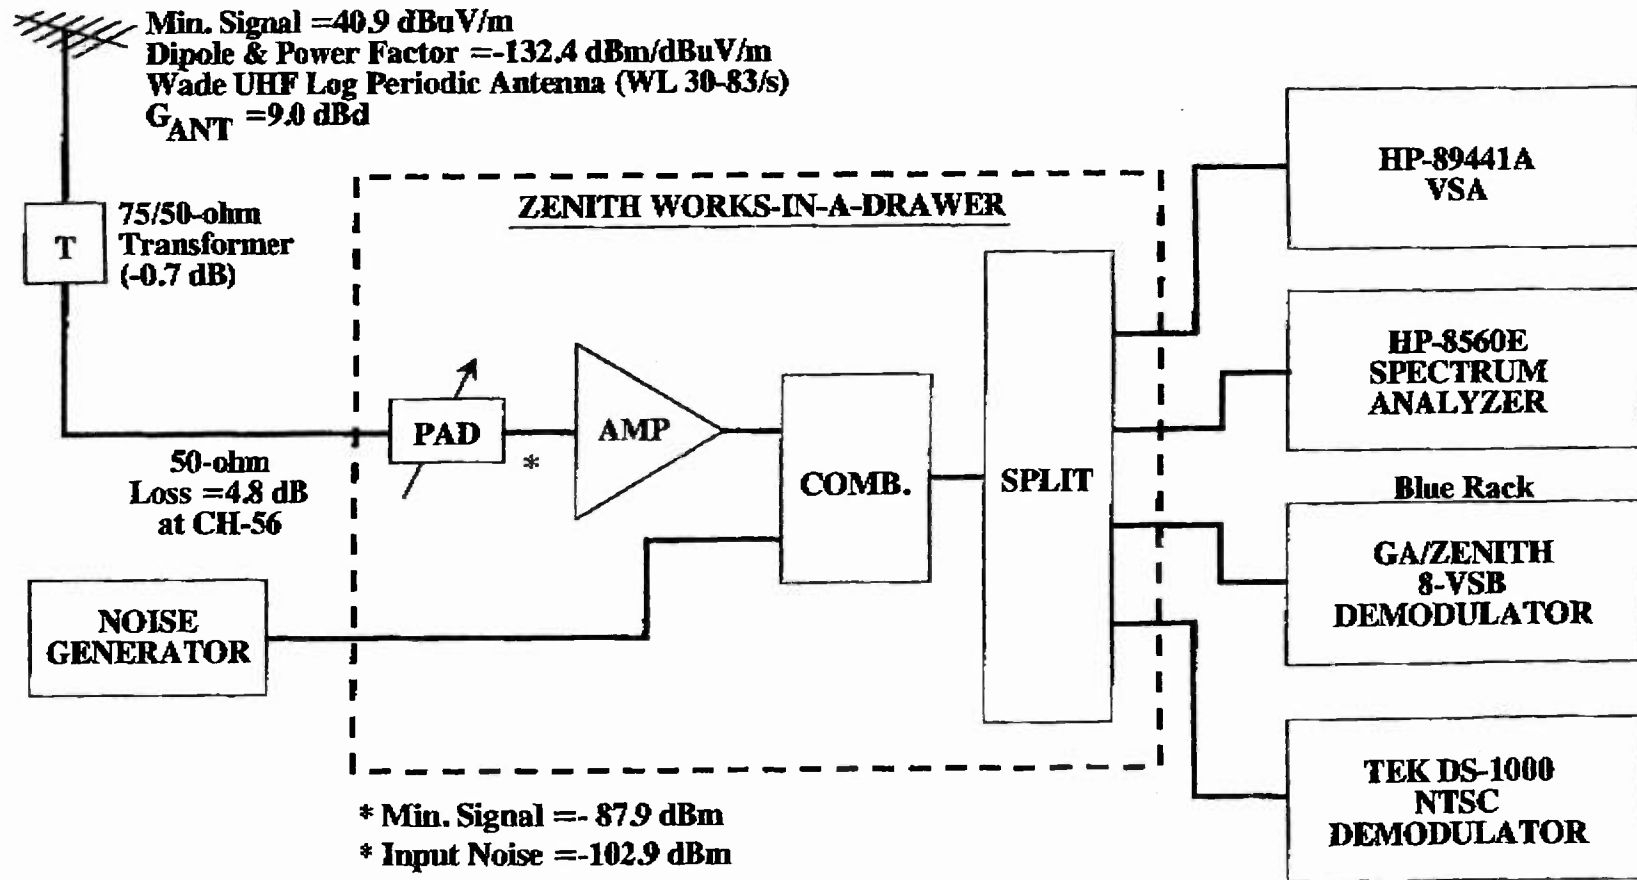 Min. Signal =40.9 dBuV/m
Dipole & Power Factor =-132.4 dBm/dBuV/m
Wade UHF Log Periodic Antenna (WL 30-83/s)
GANT =9.0 dBd
T
75/50-ohm
Transformer
(-0.7 dB)
50-ohm
Loss =4.8 dB
at CH-56
NOISE
GENERATOR
ZENITH WORKS-IN-A-DRAWER
PAD
*
AMP
COMB.
SPLIT
* Min. Signal =- 87.9 dBm
* Input Noise =-102.9 dBm
HP-89441A
VSA
HP-8560E
SPECTRUM
ANALYZER
Blue Rack
GA/ZENITH
8-VSB
DEMODULATOR
TEK DS-1000
NTSC
DEMODULATOR